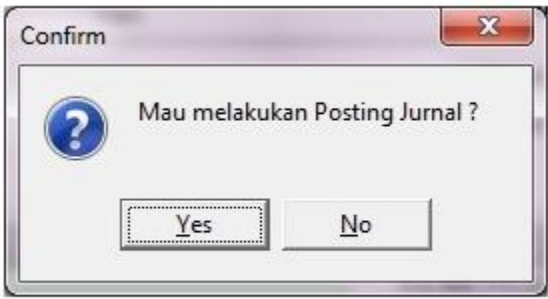 Confirm
Mau melakukan Posting Jurnal ?
Yes
No